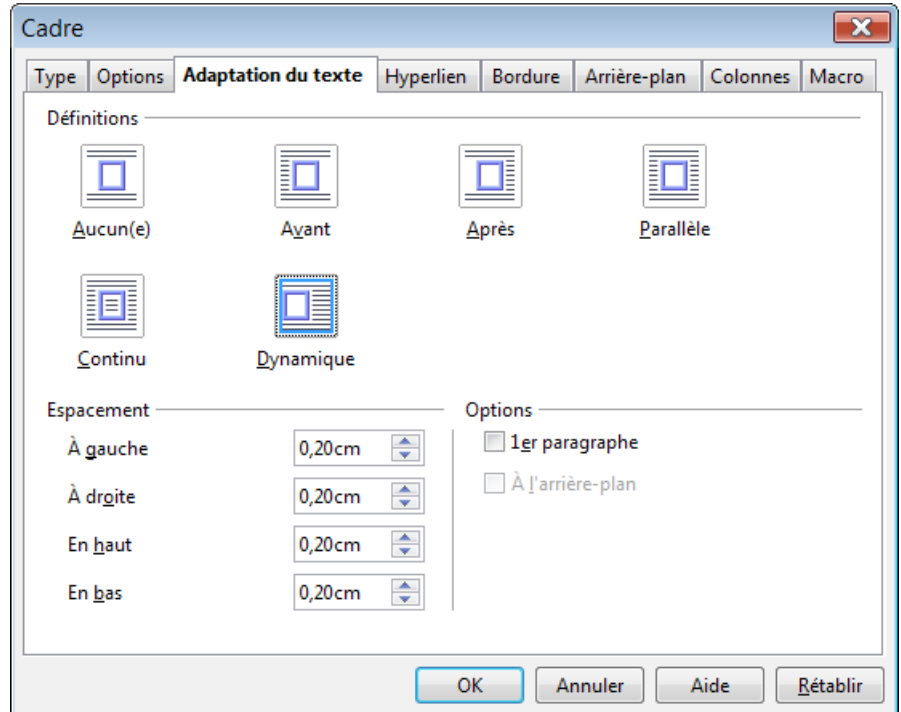 Cadre
Type Options Adaptation du texte Hyperlien Bordure Arrière-plan Colonnes Macro
Définitions
Aucun(e) Avant Après Parallèle
Continu Dynamique
Espacement Options
À gauche 0,20cm 1er paragraphe
À droite 0,20cm À l'arrière-plan
En haut 0,20cm
En bas 0,20cm
OK Annuler Aide Rétablir